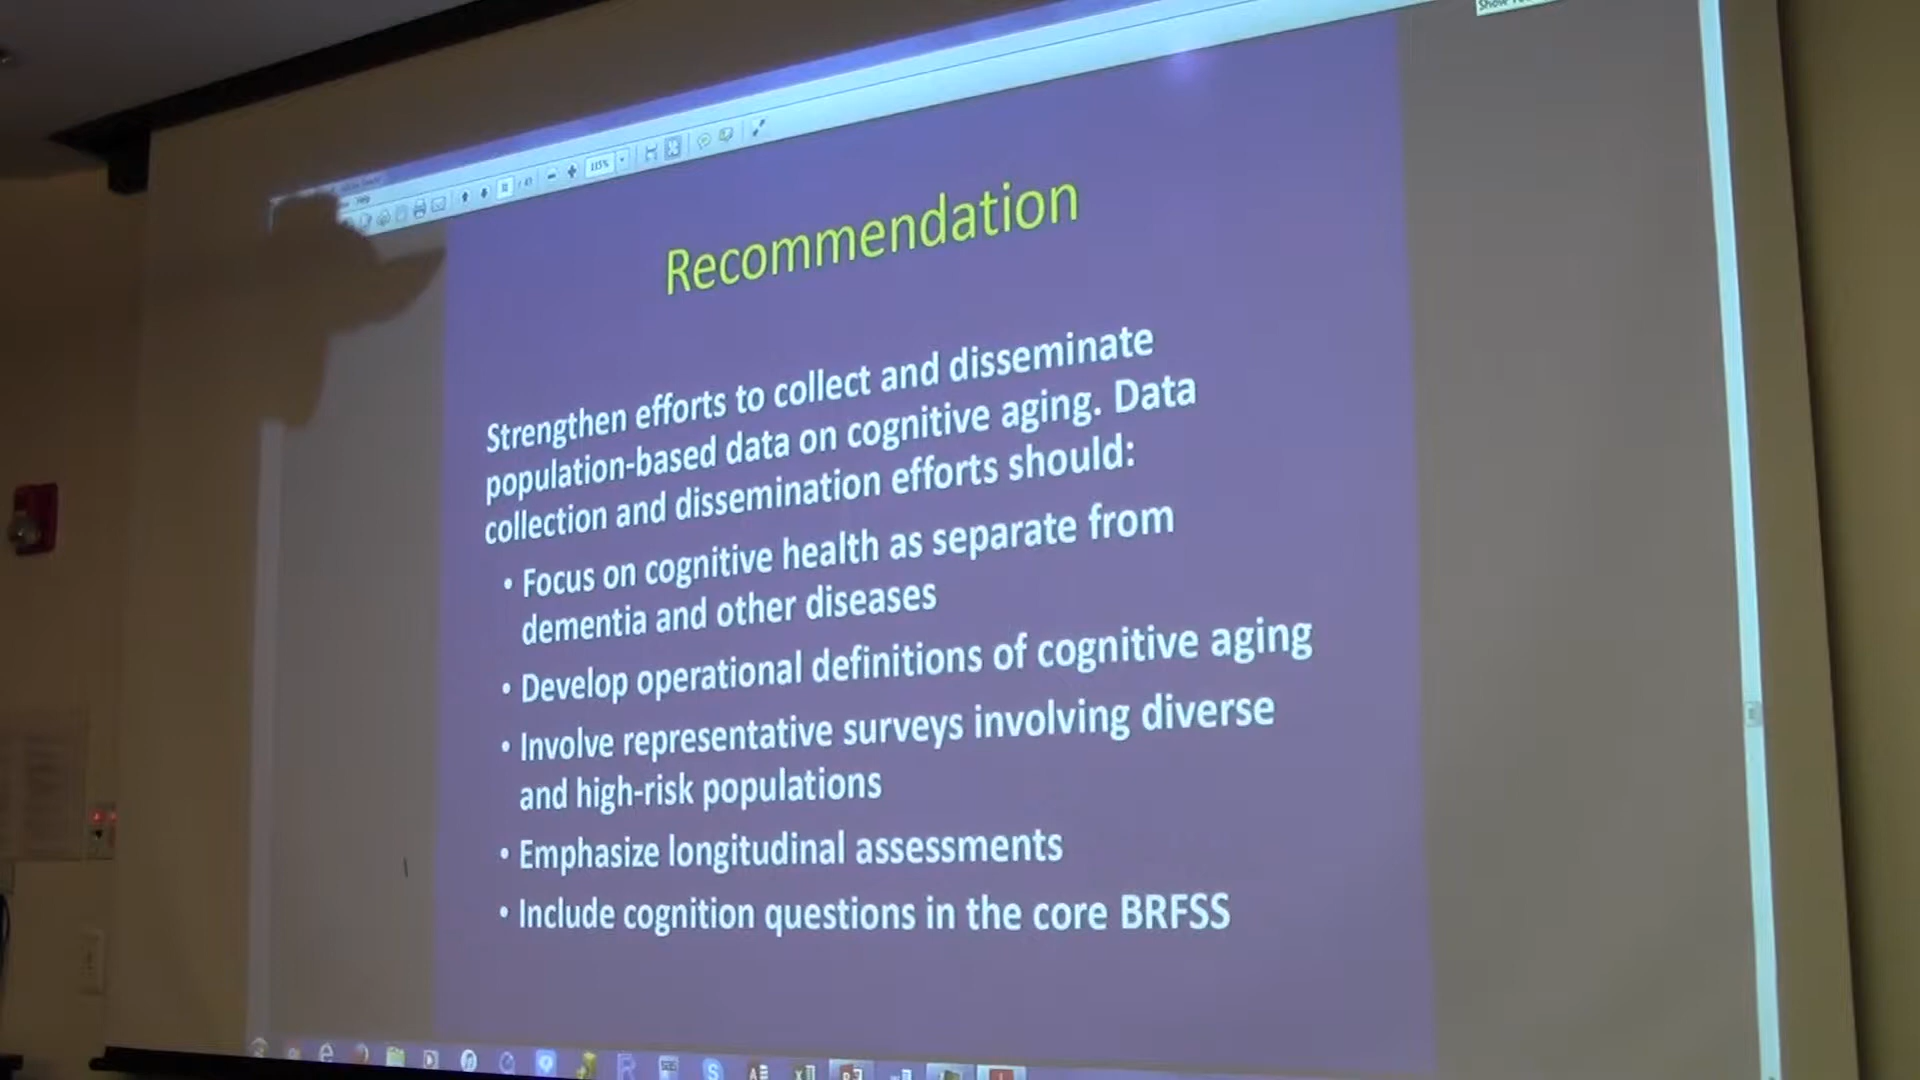 Help
115%
Recommendation
Strengthen efforts to collect and disseminate
population-based data on cognitive aging. Data
collection and dissemination efforts should:
• Focus on cognitive health as separate from
dementia and other diseases
• Develop operational definitions of cognitive aging
• Involve representative surveys involving diverse
and high-risk populations
• Emphasize longitudinal assessments
• Include cognition questions in the core BRFSS